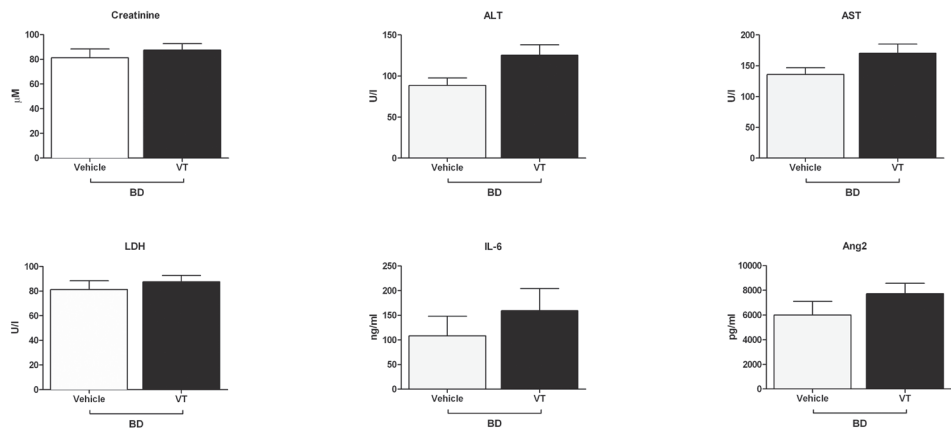 Creatinine
100
80
60
40
20
0
μM
Vehicle VT
BD
ALT
150
100
50
0
U/l
Vehicle VT
BD
AST
200
150
100
50
0
U/l
Vehicle VT
BD
LDH
100
80
60
40
20
0
U/l
Vehicle VT
BD
IL-6
250
200
150
100
50
0
ng/ml
Vehicle VT
BD
Ang2
10000
8000
6000
4000
2000
0
pg/ml
Vehicle VT
BD